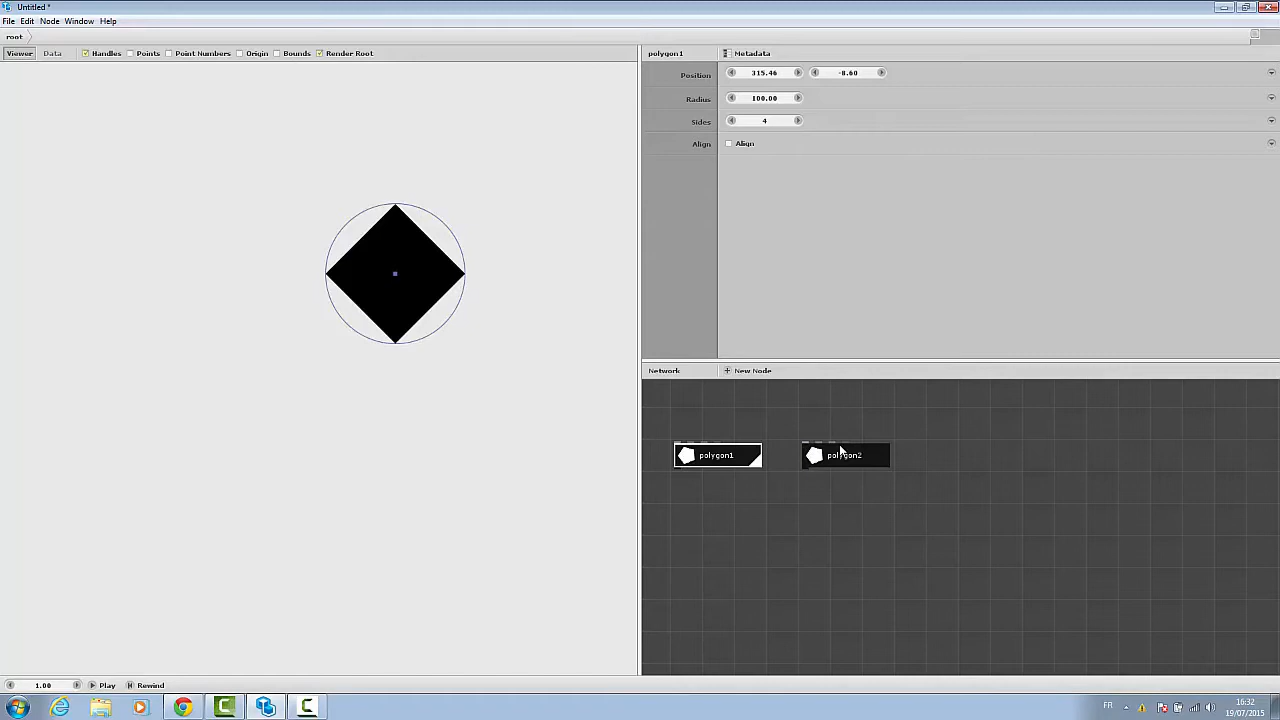 Untitled *
File Edit Node Window Help
root
Viewer Data Handles Points Point Numbers Origin Bounds Render Root
polygon1 Metadata
Position 315.46 -8.60
Radius 100.00
Sides 4
Align Align
Network + New Node
polygon1 polygon2
1.00 Play Rewind
FR 16:32
19/07/2015